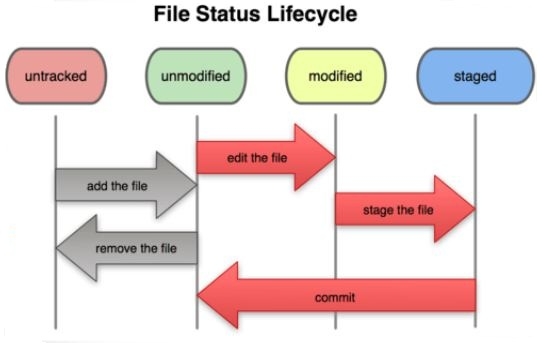 File Status Lifecycle
untracked
unmodified
modified
staged
edit the file
add the file
stage the file
remove the file
commit